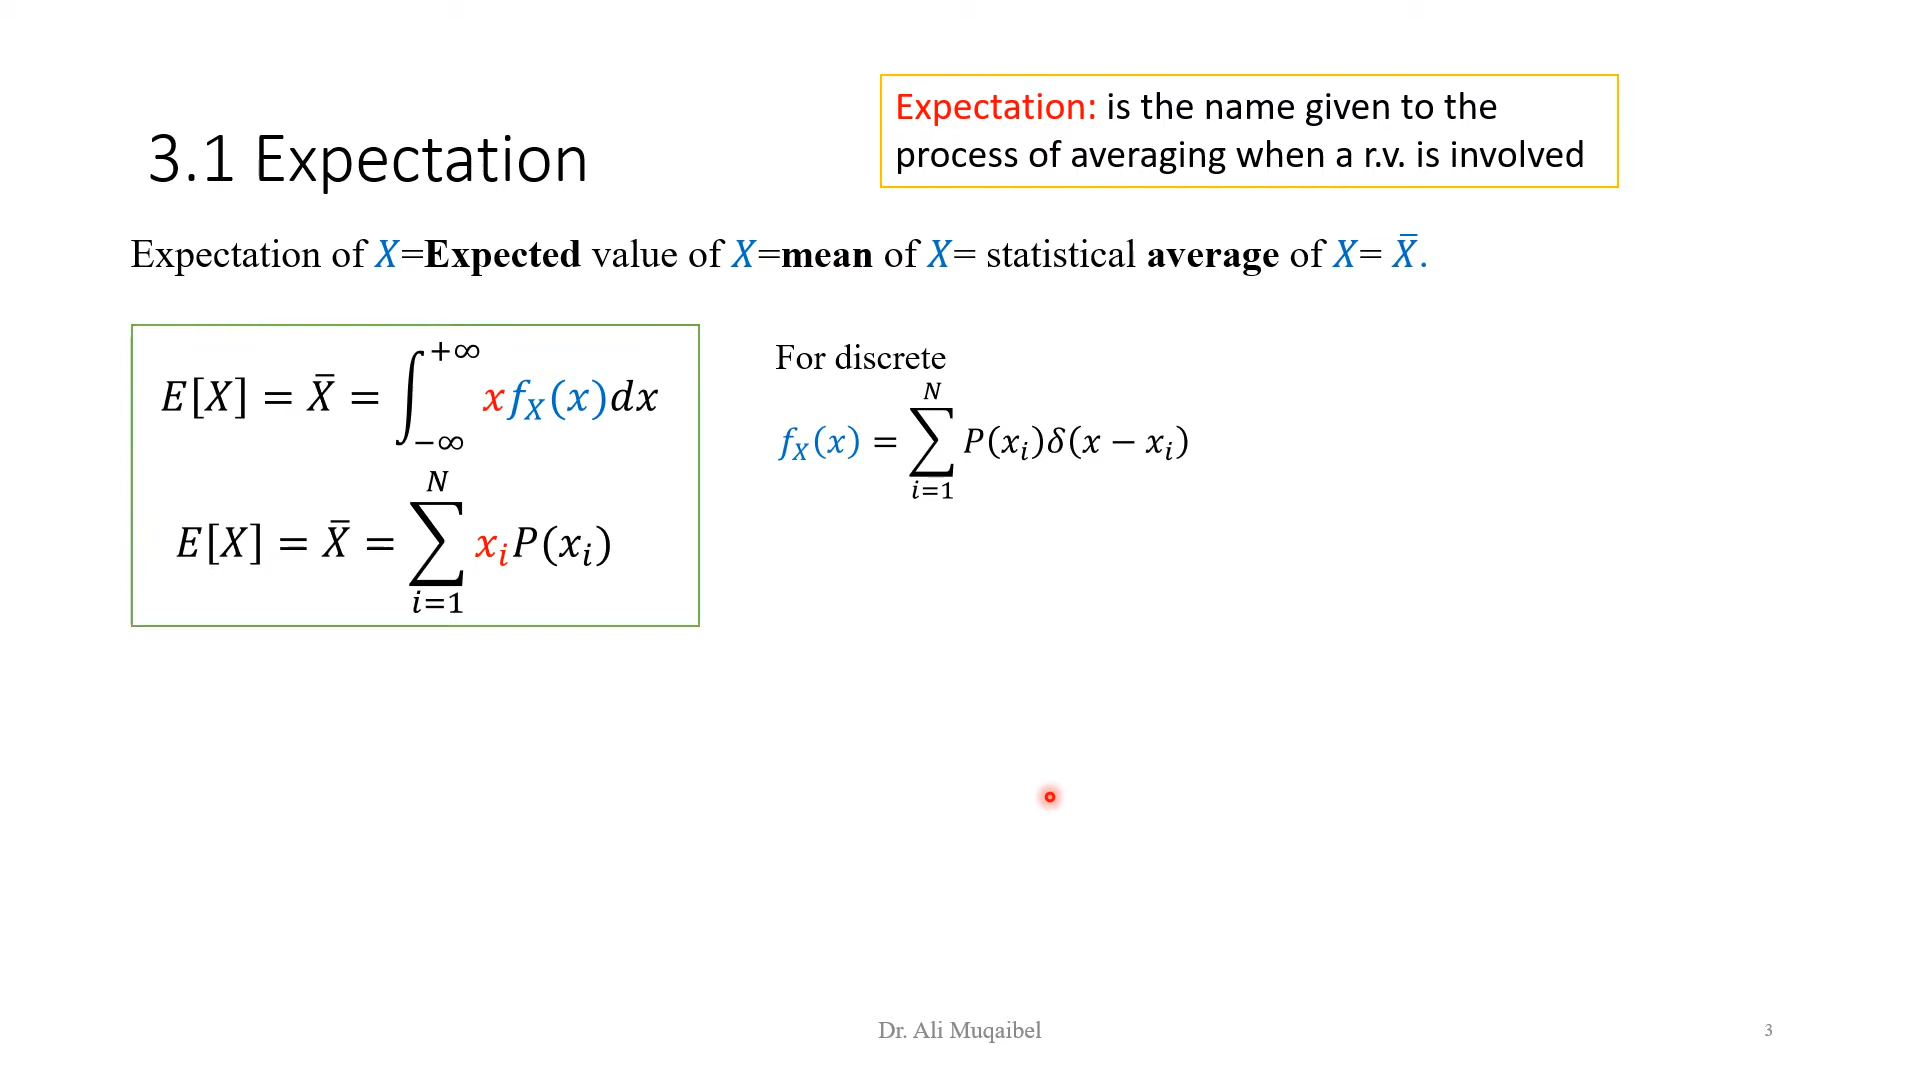 Expectation: is the name given to the
process of averaging when a r.v. is involved
3.1 Expectation
Expectation of X=Expected value of X=mean of X= statistical average of X= X̄.
E[X] = X̄ = ∫_{−∞}^{+∞} x f_X(x)dx
E[X] = X̄ = ∑_{i=1}^{N} x_i P(x_i)
For discrete
f_X(x) = ∑_{i=1}^{N} P(x_i)δ(x − x_i)
Dr. Ali Muqaibel
3